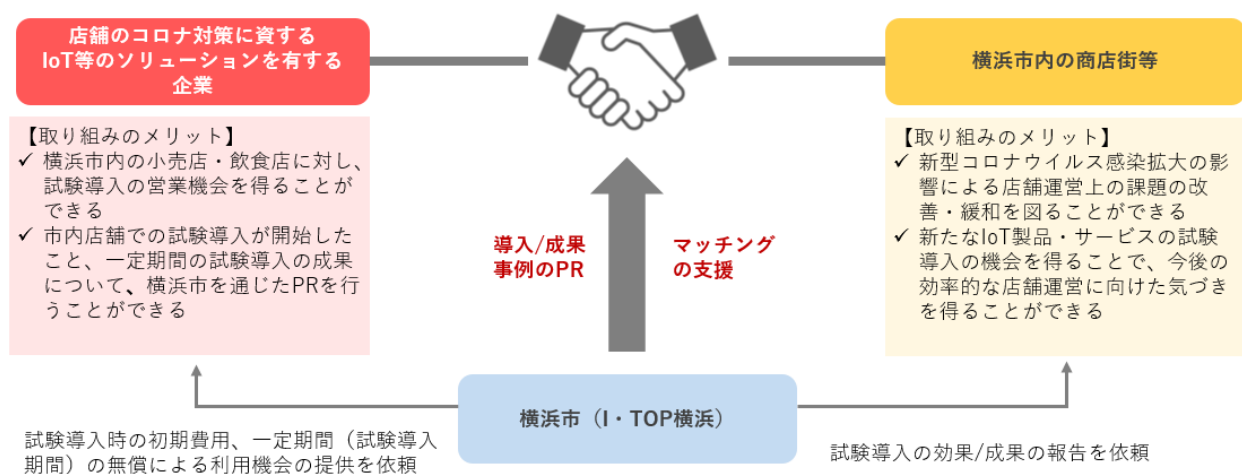 店舗のコロナ対策に資する
IoT等のソリューションを有する
企業
横浜市内の商店街等
【取り組みのメリット】
✓ 横浜市内の小売店・飲食店に対し、
試験導入の営業機会を得ることが
できる
✓ 市内店舗での試験導入が開始した
こと、一定期間の試験導入の成果
について、横浜市を通じたPRを行
うことができる
【取り組みのメリット】
✓ 新型コロナウイルス感染拡大の影
響による店舗運営上の課題の改
善・緩和を図ることができる
✓ 新たなIoT製品・サービスの試験
導入の機会を得ることで、今後の
効率的な店舗運営に向けた気づき
を得ることができる
導入/成果
事例のPR
マッチング
の支援
横浜市（I・TOP横浜）
試験導入時の初期費用、一定期間（試験導入
期間）の無償による利用機会の提供を依頼
試験導入の効果/成果の報告を依頼